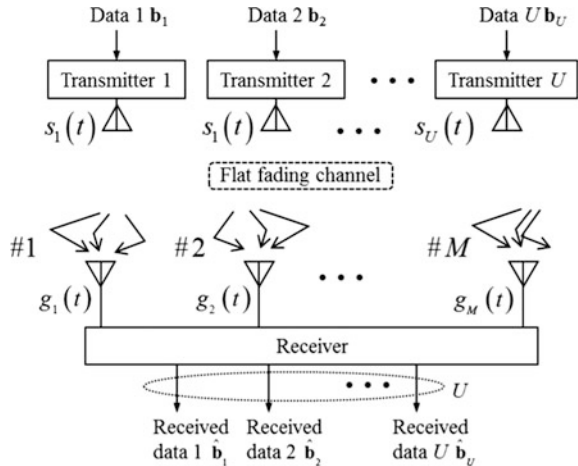 Data 1 b₁ Data 2 b₂ Data U b_U
Transmitter 1 Transmitter 2 • • • Transmitter U
s₁(t) s₁(t) • • • s_U(t)
Flat fading channel
#1 #2 #M
g₁(t) g₂(t) • • • g_M(t)
Receiver
• • • U
Received Received Received
data 1 b̂₁ data 2 b̂₂ data U b̂_U